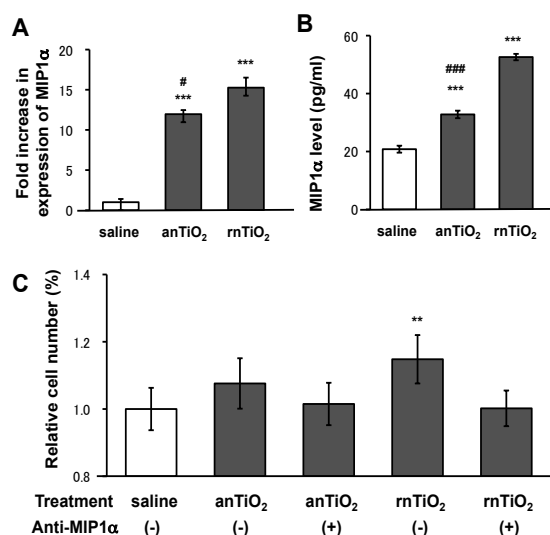 A
Fold increase in
expression of MIP1α
20
15
10
5
0
#
***
***
saline
anTiO₂
rnTiO₂
B
MIP1α level (pg/ml)
60
40
20
0
###
***
***
saline
anTiO₂
rnTiO₂
C
Relative cell number (%)
1.4
1.2
1.0
0.8
**
Treatment saline anTiO₂ anTiO₂ rnTiO₂ rnTiO₂
Anti-MIP1α (-) (-) (+) (-) (+)